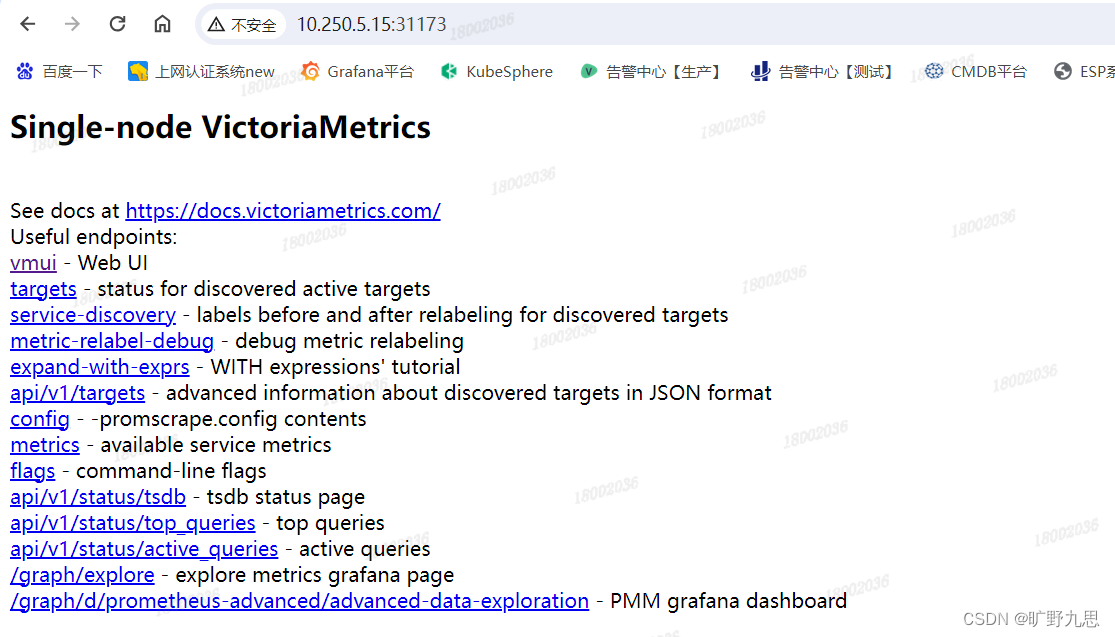 不安全 10.250.5.15:31173
百度一下 上网认证系统new Grafana平台 KubeSphere 告警中心【生产】 告警中心【测试】 CMDB平台 ESP系
Single-node VictoriaMetrics
See docs at https://docs.victoriametrics.com/
Useful endpoints:
vmui - Web UI
targets - status for discovered active targets
service-discovery - labels before and after relabeling for discovered targets
metric-relabel-debug - debug metric relabeling
expand-with-exprs - WITH expressions' tutorial
api/v1/targets - advanced information about discovered targets in JSON format
config - -promscrape.config contents
metrics - available service metrics
flags - command-line flags
api/v1/status/tsdb - tsdb status page
api/v1/status/top_queries - top queries
api/v1/status/active_queries - active queries
/graph/explore - explore metrics grafana page
/graph/d/prometheus-advanced/advanced-data-exploration - PMM grafana dashboard
18002036
CSDN @旷野九思